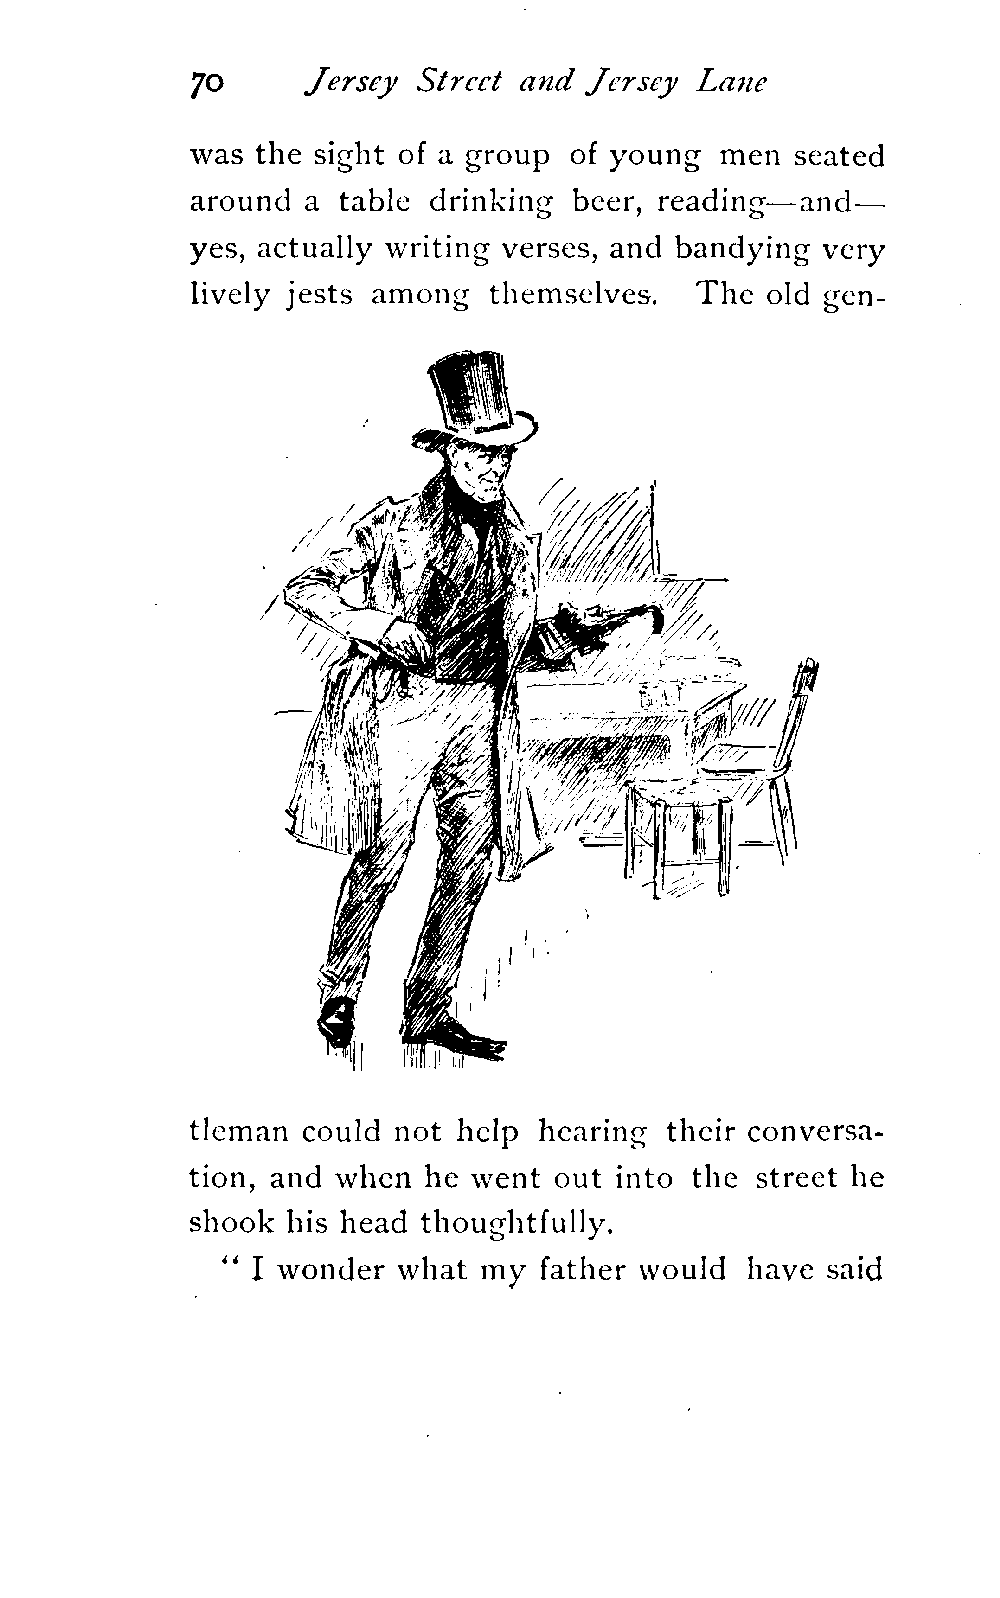 70 Jersey Street and Jersey Lane
was the sight of a group of young men seated
around a table drinking beer, reading—and—
yes, actually writing verses, and bandying very
lively jests among themselves. The old gen-
tleman could not help hearing their conversa-
tion, and when he went out into the street he
shook his head thoughtfully.
“ I wonder what my father would have said